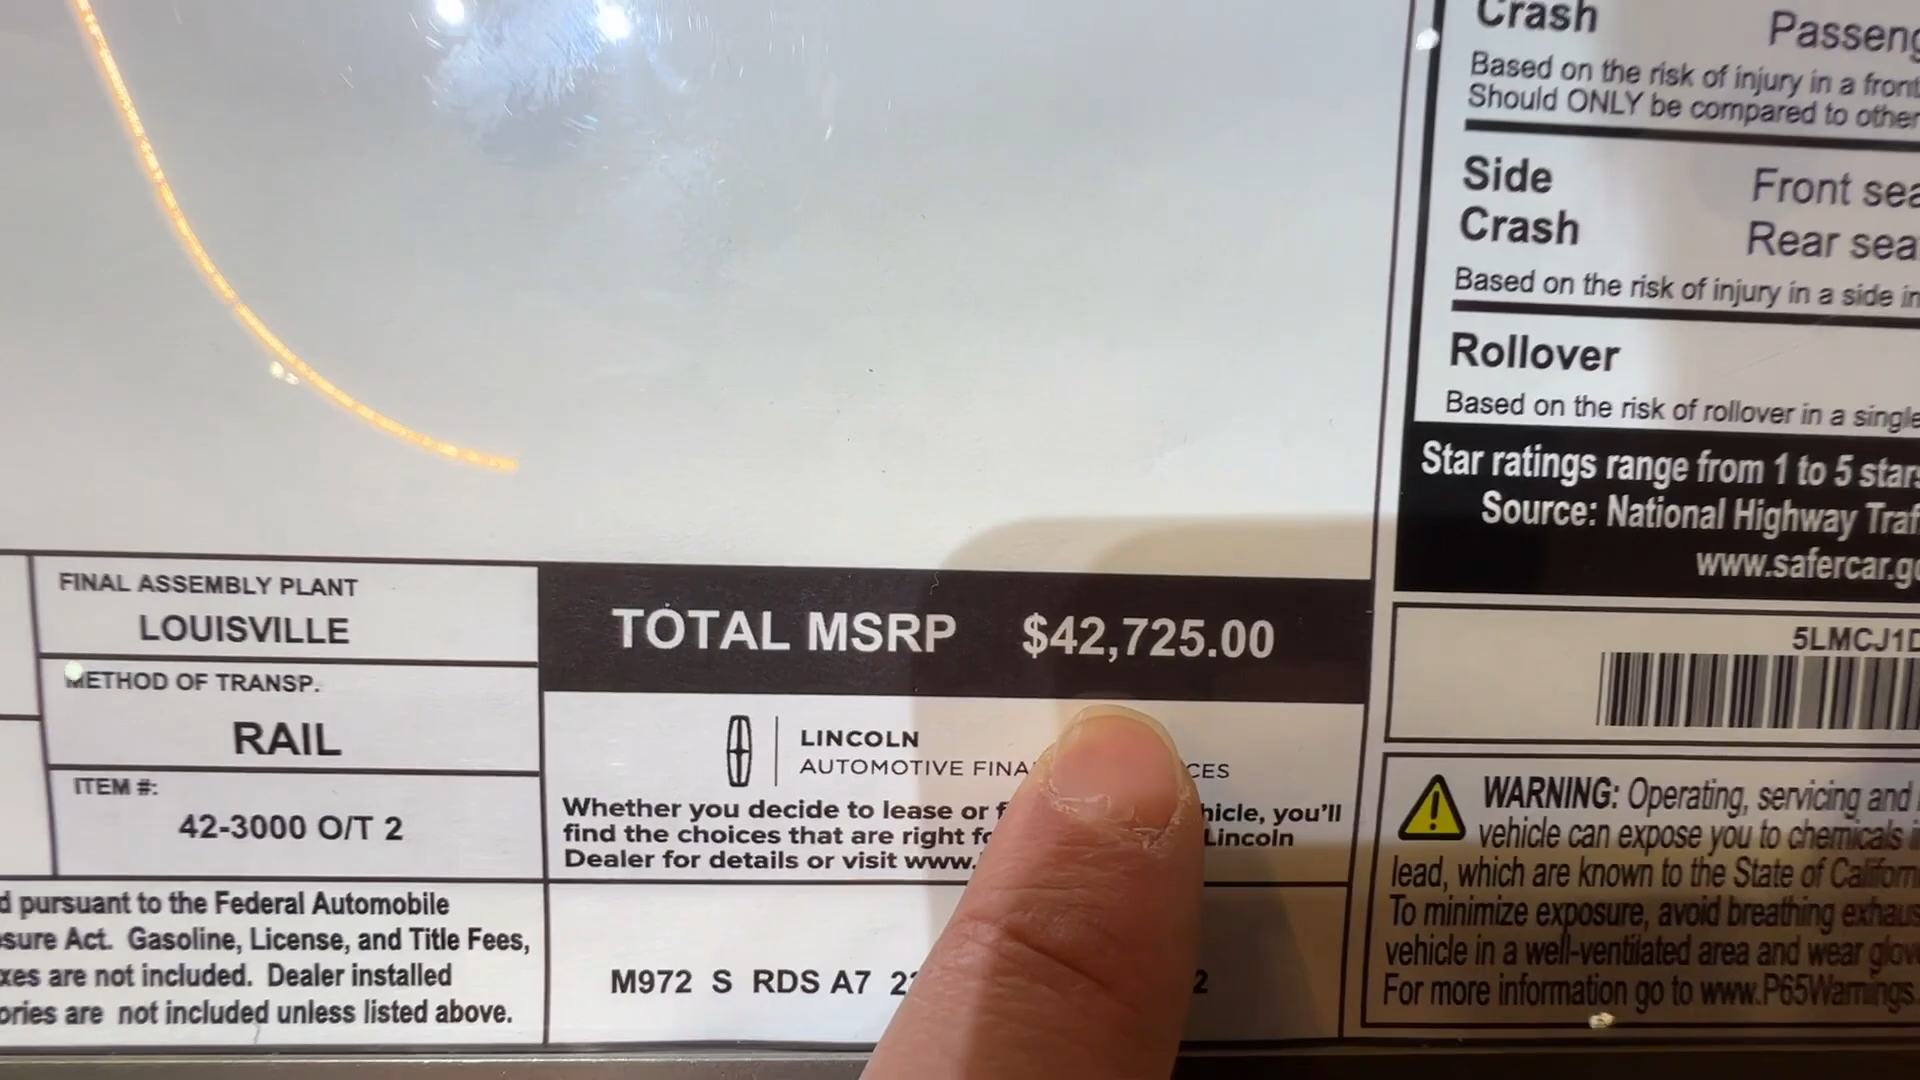 FINAL ASSEMBLY PLANT
LOUISVILLE
METHOD OF TRANSP.
RAIL
ITEM #:
42-3000 O/T 2
d pursuant to the Federal Automobile
sure Act. Gasoline, License, and Title Fees,
xes are not included. Dealer installed
ories are not included unless listed above.
TOTAL MSRP $42,725.00
LINCOLN
AUTOMOTIVE FINA CES
Whether you decide to lease or f hicle, you'll
find the choices that are right fo Lincoln
Dealer for details or visit www.
M972 S RDS A7 2 2
Crash Passeng
Based on the risk of injury in a front
Should ONLY be compared to other
Side Front sea
Crash Rear sea
Based on the risk of injury in a side in
Rollover
Based on the risk of rollover in a single
Star ratings range from 1 to 5 stars
Source: National Highway Traf
www.safercar.go
5LMCJ1D
WARNING: Operating, servicing and
vehicle can expose you to chemicals i
lead, which are known to the State of Californ
To minimize exposure, avoid breathing exhaus
vehicle in a well-ventilated area and wear glov
For more information go to www.P65Warnings.